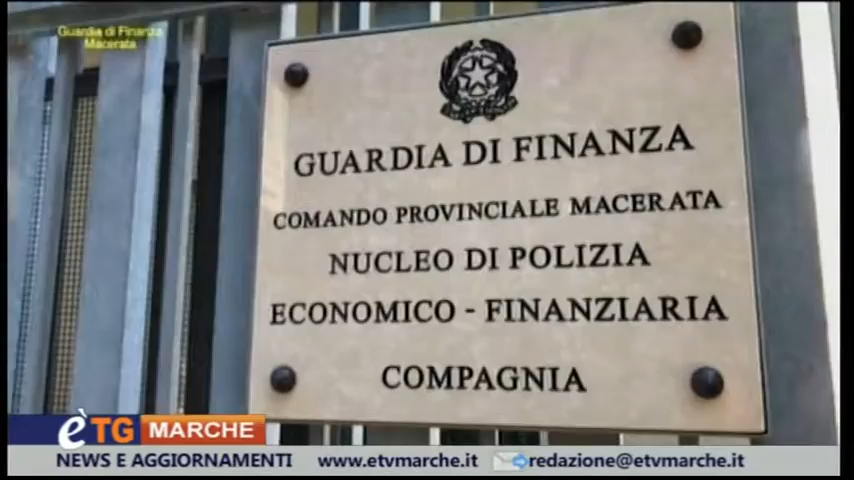 Guardia di Finanza
Macerata
GUARDIA DI FINANZA
COMANDO PROVINCIALE MACERATA
NUCLEO DI POLIZIA
ECONOMICO - FINANZIARIA
COMPAGNIA
è TG MARCHE
NEWS E AGGIORNAMENTI www.etvmarche.it redazione@etvmarche.it